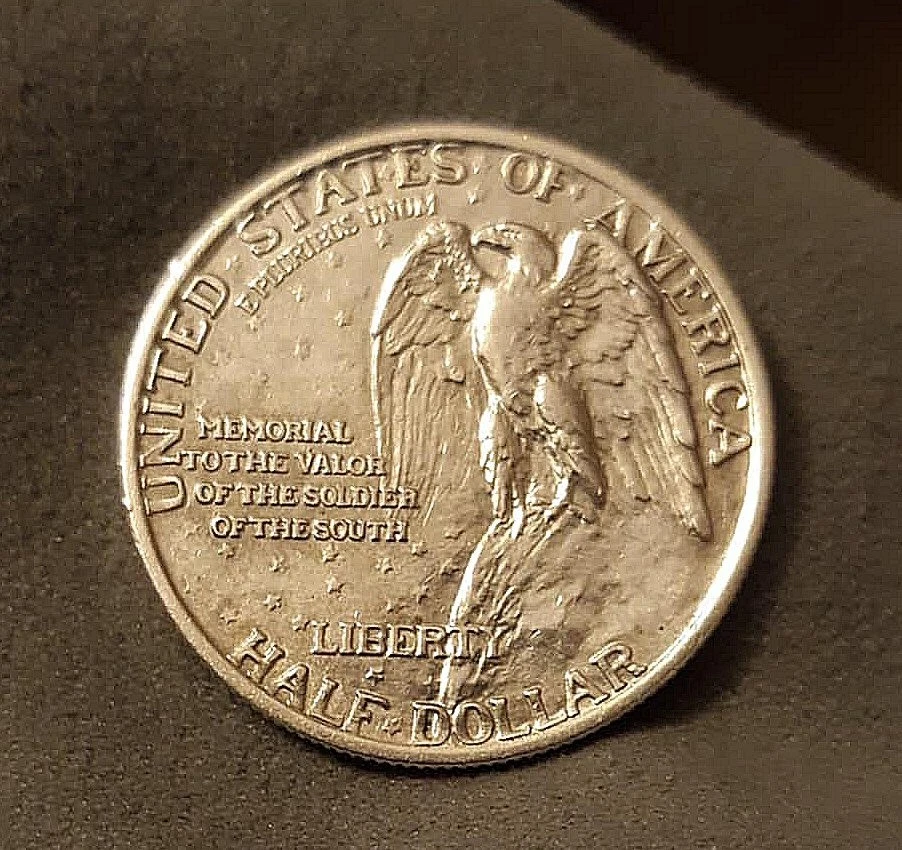 UNITED STATES OF AMERICA
E PLURIBUS UNUM
MEMORIAL
TO THE VALOR
OF THE SOLDIER
OF THE SOUTH
LIBERTY
HALF DOLLAR